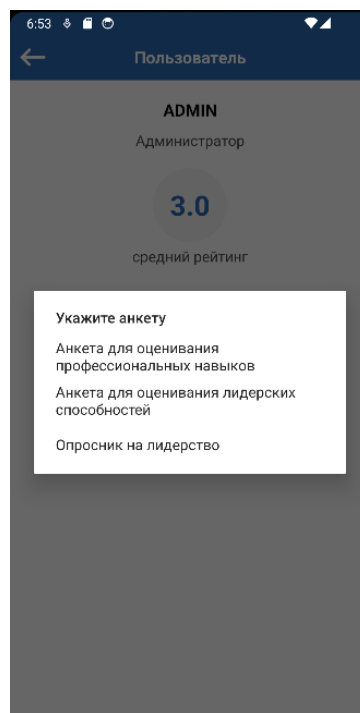 6:53
Пользователь
ADMIN
Администратор
3.0
средний рейтинг
Укажите анкету
Анкета для оценивания
профессиональных навыков
Анкета для оценивания лидерских
способностей
Опросник на лидерство